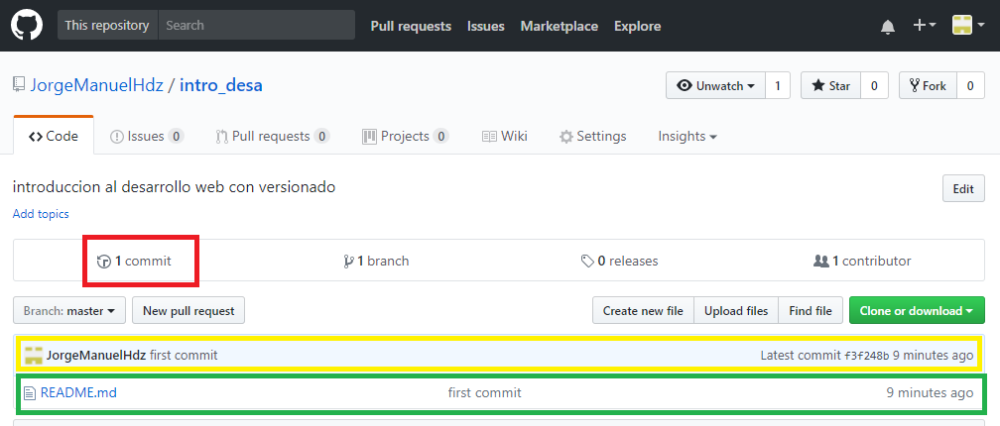 This repository Search Pull requests Issues Marketplace Explore
JorgeManuelHdz / intro_desa Unwatch 1 Star 0 Fork 0
Code Issues 0 Pull requests 0 Projects 0 Wiki Settings Insights
introduccion al desarrollo web con versionado Edit
Add topics
1 commit 1 branch 0 releases 1 contributor
Branch: master New pull request Create new file Upload files Find file Clone or download
JorgeManuelHdz first commit Latest commit f3f248b 9 minutes ago
README.md first commit 9 minutes ago